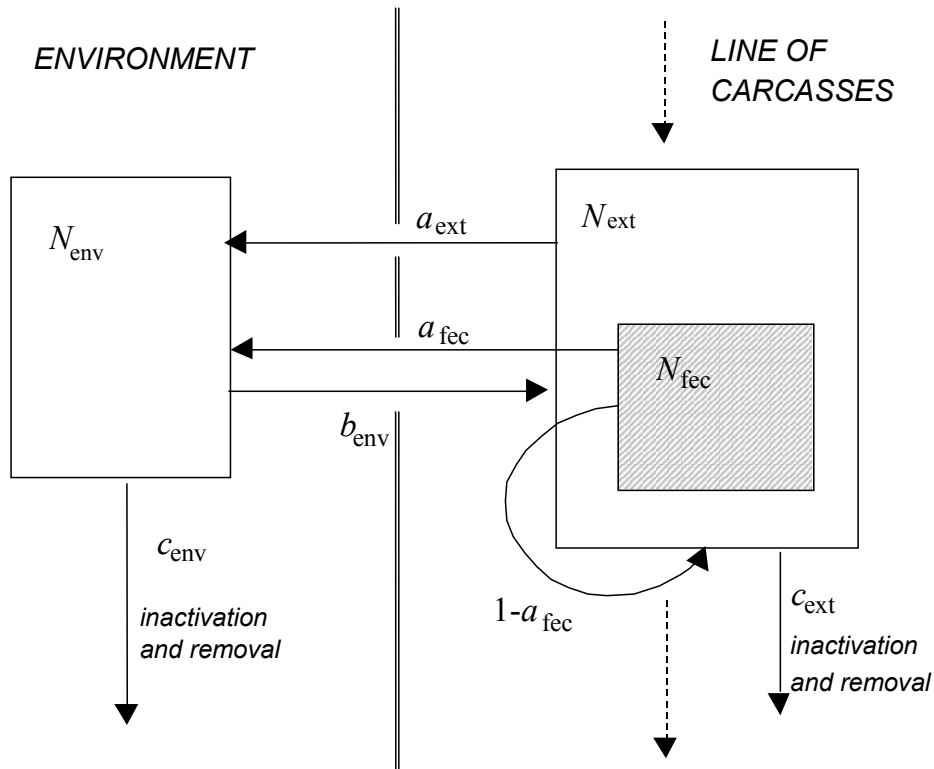 ENVIRONMENT
LINE OF
CARCASSES
N_env
a_ext
N_ext
a_fec
N_fec
b_env
c_env
inactivation
and removal
1-a_fec
c_ext
inactivation
and removal